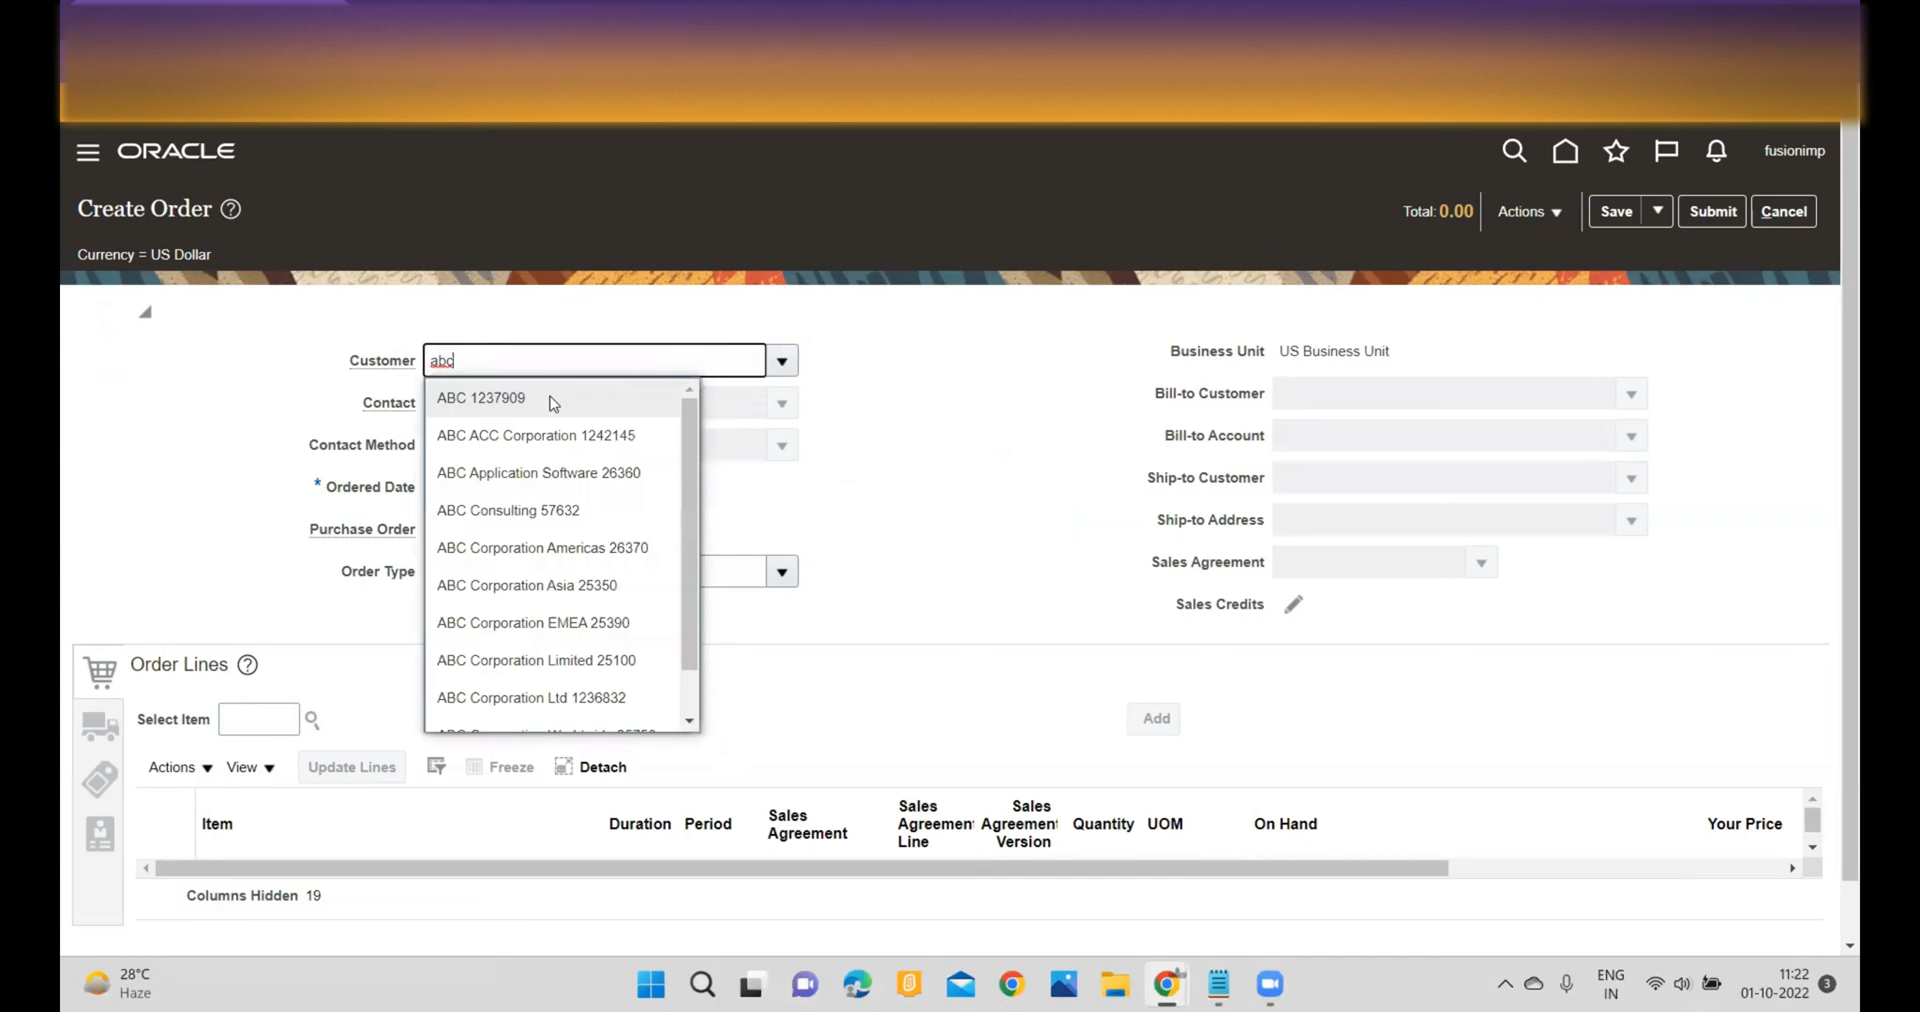 ORACLE
fusionimp
Create Order
Total: 0.00
Actions
Save
Submit
Cancel
Currency = US Dollar
Customer
abc
Contact
Contact Method
* Ordered Date
Purchase Order
Order Type
ABC 1237909
ABC ACC Corporation 1242145
ABC Application Software 26360
ABC Consulting 57632
ABC Corporation Americas 26370
ABC Corporation Asia 25350
ABC Corporation EMEA 25390
ABC Corporation Limited 25100
ABC Corporation Ltd 1236832
Business Unit US Business Unit
Bill-to Customer
Bill-to Account
Ship-to Customer
Ship-to Address
Sales Agreement
Sales Credits
Order Lines
Select Item
Add
Actions
View
Update Lines
Freeze
Detach
Item
Duration
Period
Sales
Agreement
Sales
Agreement
Line
Sales
Agreement
Version
Quantity
UOM
On Hand
Your Price
Columns Hidden 19
28°C
Haze
ENG
IN
11:22
01-10-2022
3